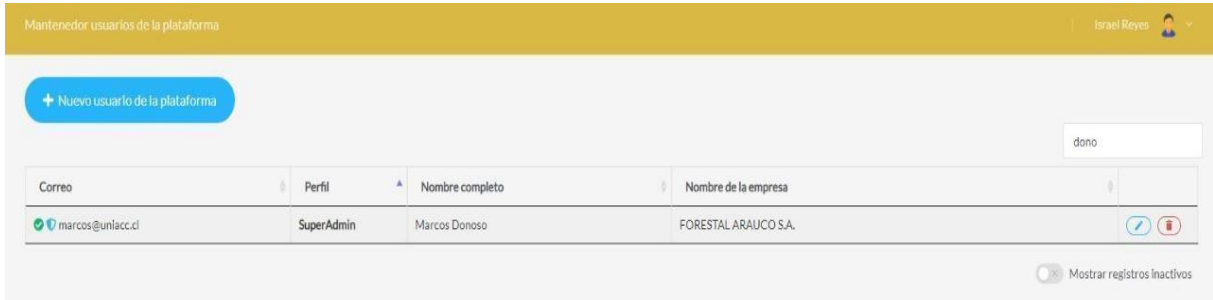 Mantenedor usuarios de la plataforma
Israel Reyes
Nuevo usuario de la plataforma
dono
Correo Perfil Nombre completo Nombre de la empresa
marcos@unlacc.cl SuperAdmin Marcos Donoso FORESTAL ARAUCO S.A.
Mostrar registros inactivos